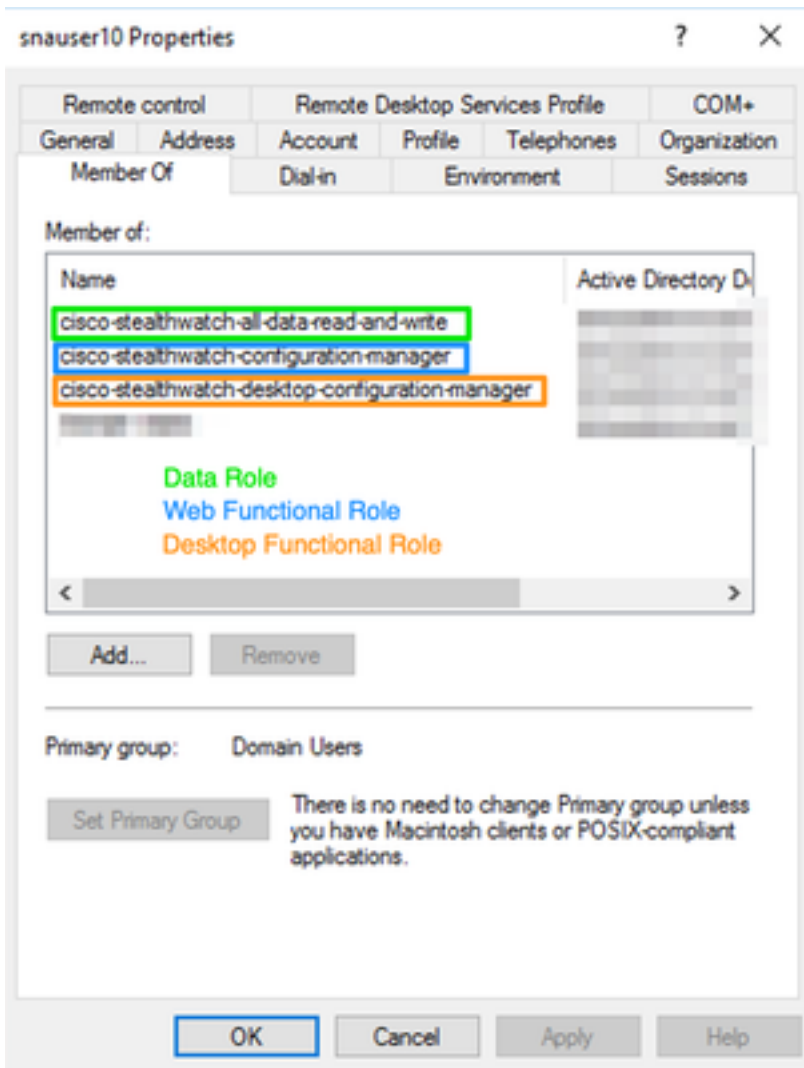 snauser10 Properties ? ×
Remote control Remote Desktop Services Profile COM+
General Address Account Profile Telephones Organization
Member Of Dial-in Environment Sessions
Member of:
Name Active Directory D
cisco-stealthwatch-all-data-read-and-write
cisco-stealthwatch-configuration-manager
cisco-stealthwatch-desktop-configuration-manager
Data Role
Web Functional Role
Desktop Functional Role
Add... Remove
Primary group: Domain Users
Set Primary Group There is no need to change Primary group unless
you have Macintosh clients or POSIX-compliant
applications.
OK Cancel Apply Help